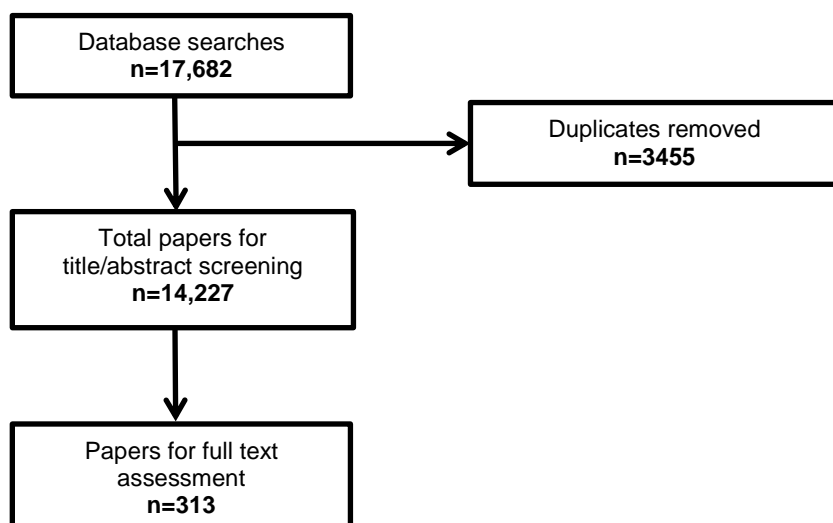 Database searches
n=17,682
Duplicates removed
n=3455
Total papers for
title/abstract screening
n=14,227
Papers for full text
assessment
n=313